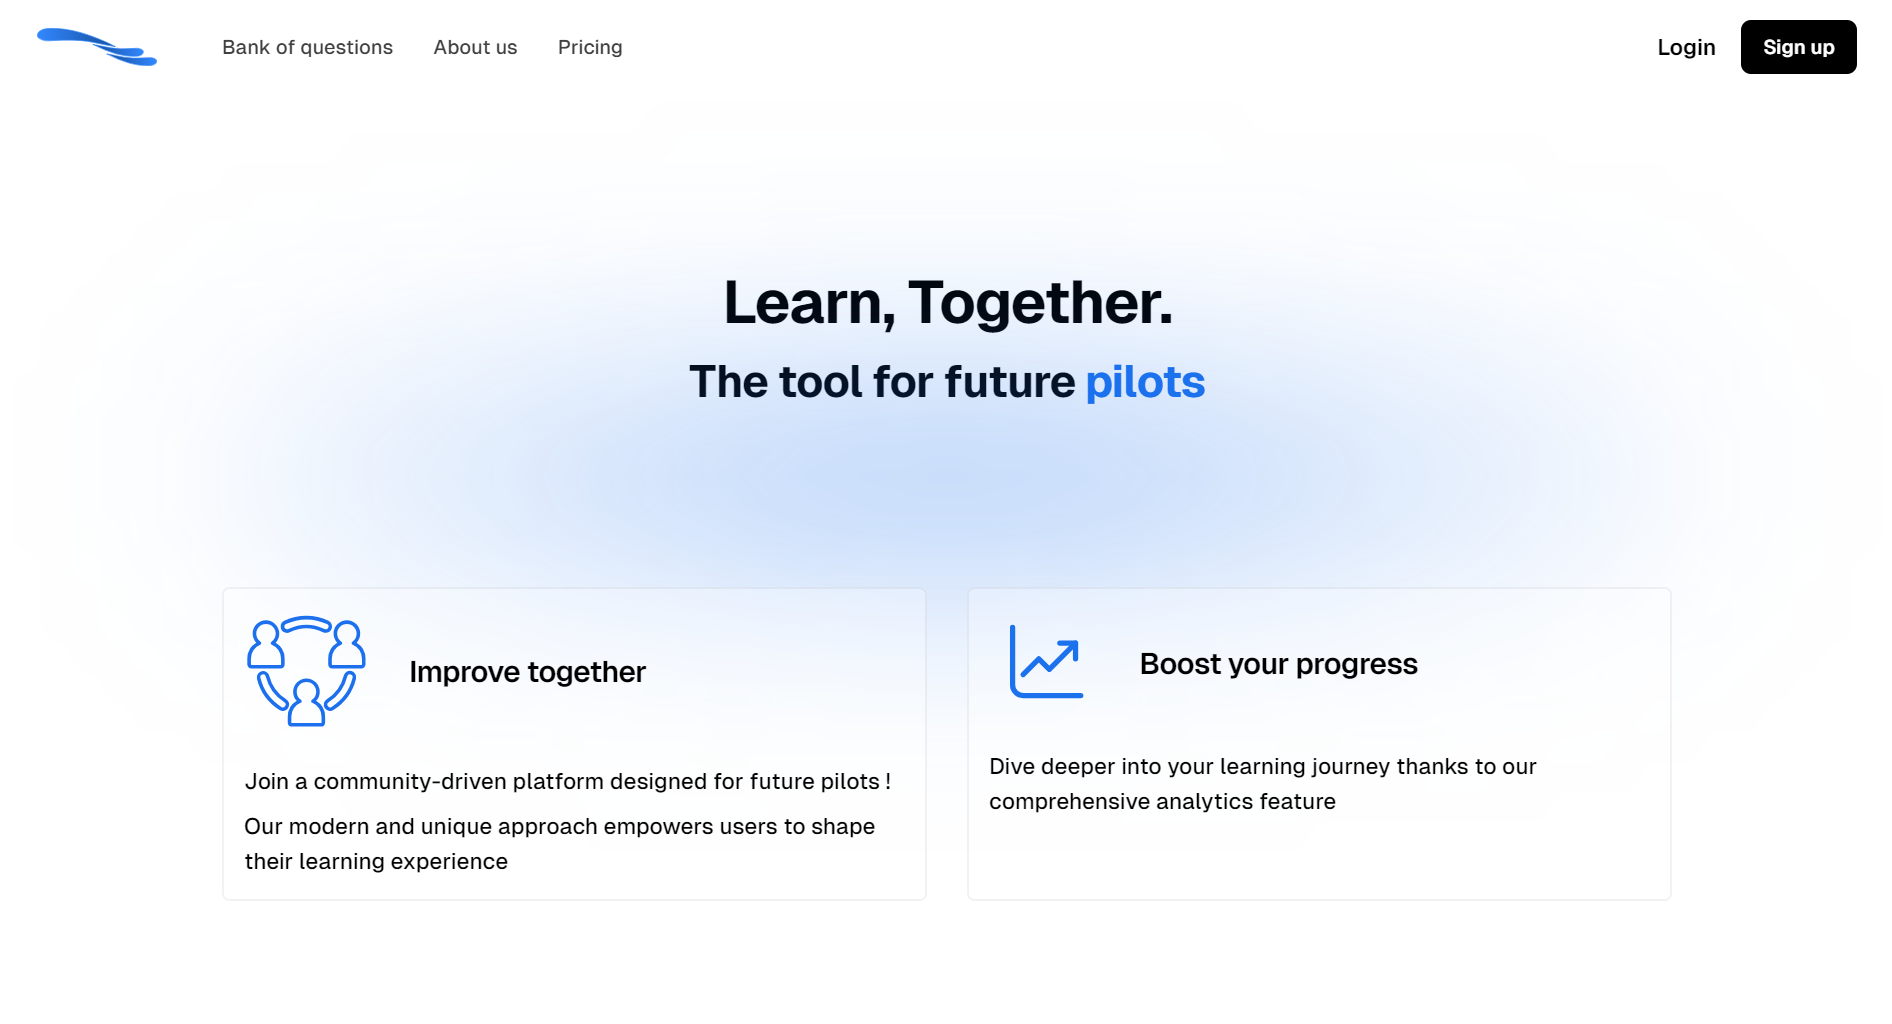 Bank of questions
About us
Pricing
Login
Sign up
Learn, Together.
The tool for future pilots
Improve together
Join a community-driven platform designed for future pilots !
Our modern and unique approach empowers users to shape
their learning experience
Boost your progress
Dive deeper into your learning journey thanks to our
comprehensive analytics feature